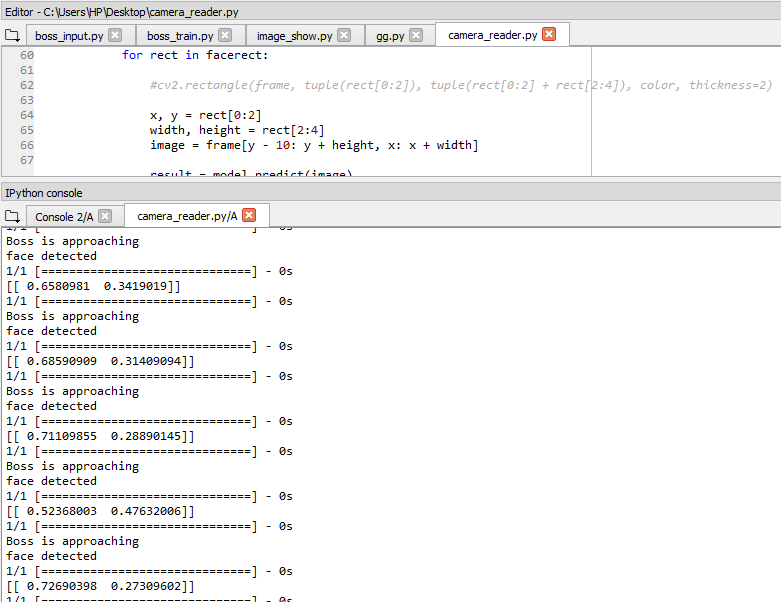 Editor - C:\Users\HP\Desktop\camera_reader.py
boss_input.py boss_train.py image_show.py gg.py camera_reader.py
60 for rect in facerect:
61
62 #cv2.rectangle(frame, tuple(rect[0:2]), tuple(rect[0:2] + rect[2:4]), color, thickness=2)
63
64 x, y = rect[0:2]
65 width, height = rect[2:4]
66 image = frame[y - 10: y + height, x: x + width]
67
result = model.predict(image)
IPython console
Console 2/A camera_reader.py/A
1/1 [==============================] - 0s
Boss is approaching
face detected
1/1 [==============================] - 0s
[[ 0.6580981  0.3419019]]
1/1 [==============================] - 0s
Boss is approaching
face detected
1/1 [==============================] - 0s
[[ 0.68590909  0.31409094]]
1/1 [==============================] - 0s
Boss is approaching
face detected
1/1 [==============================] - 0s
[[ 0.71109855  0.28890145]]
1/1 [==============================] - 0s
Boss is approaching
face detected
1/1 [==============================] - 0s
[[ 0.52368003  0.47632006]]
1/1 [==============================] - 0s
Boss is approaching
face detected
1/1 [==============================] - 0s
[[ 0.72690398  0.27309602]]
1/1 [==============================] - 0s